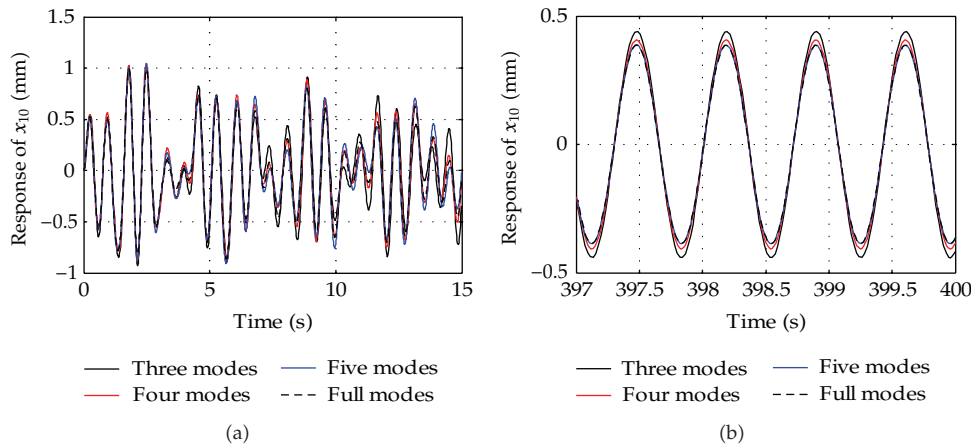 1.5
1
0.5
0
−0.5
−1
0
5
10
15
Response of x10 (mm)
Time (s)
Three modes
Four modes
Five modes
Full modes
(a)
0.5
0
−0.5
397
397.5
398
398.5
399
399.5
400
Response of x10 (mm)
Time (s)
Three modes
Four modes
Five modes
Full modes
(b)